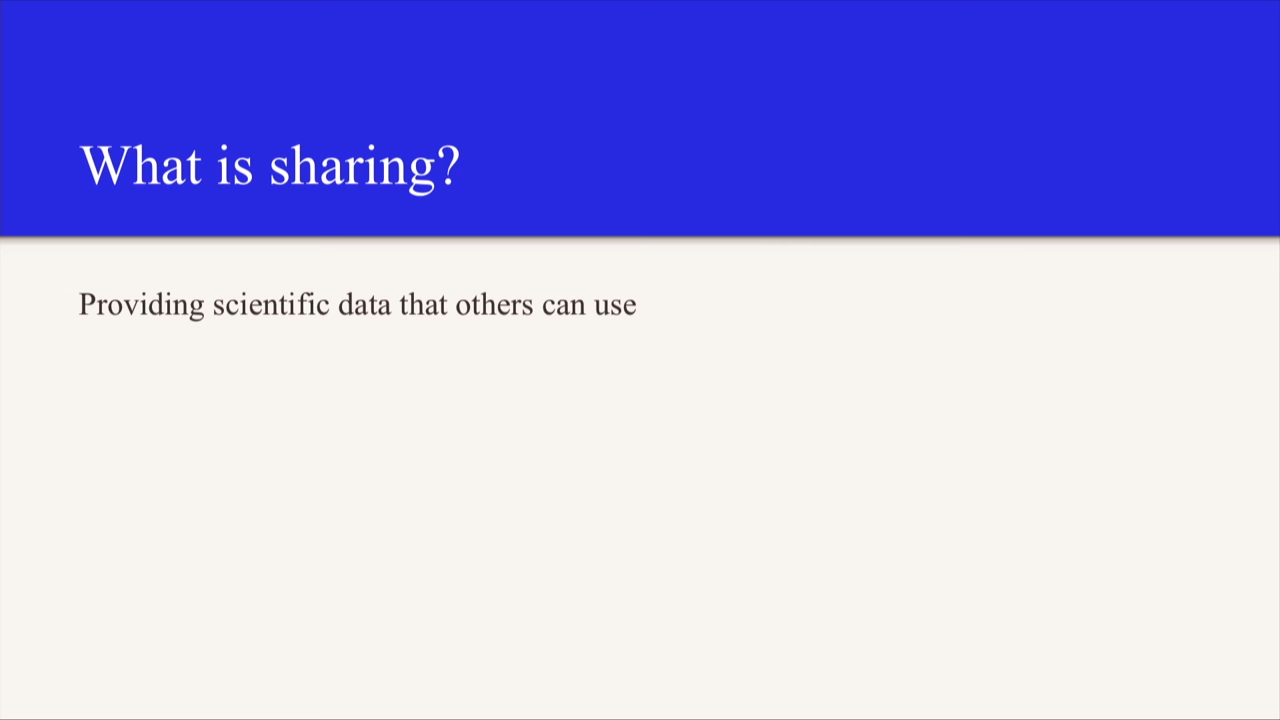 What is sharing?
Providing scientific data that others can use